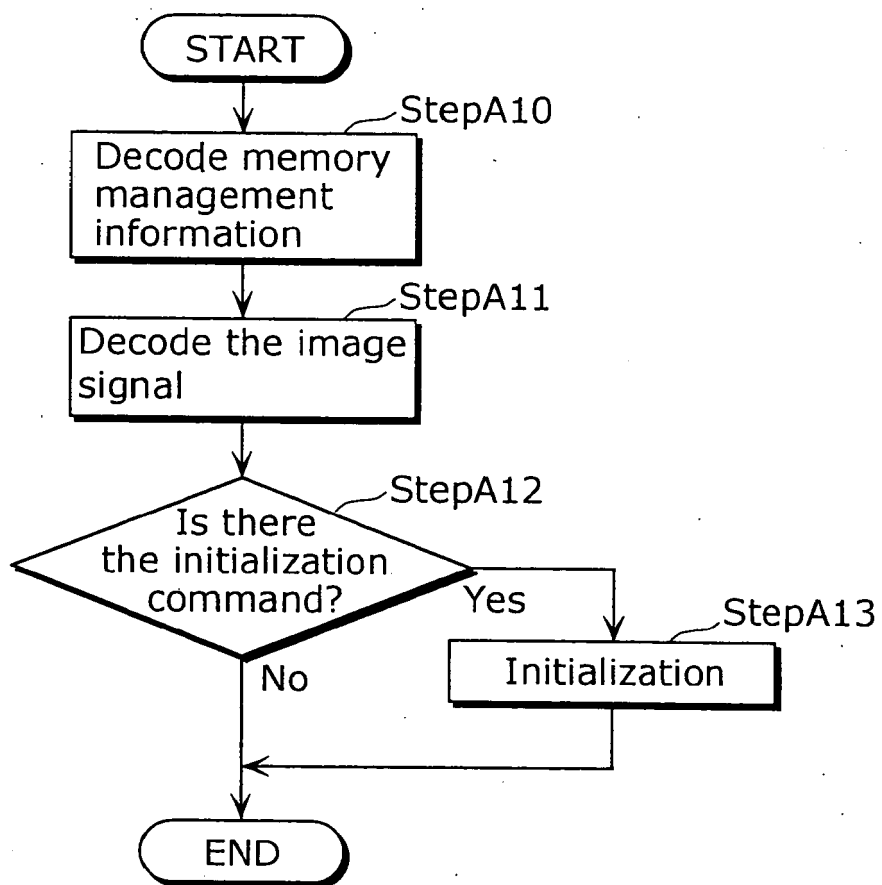 START
StepA10
Decode memory
management
information
StepA11
Decode the image
signal
StepA12
Is there
the initialization
command?
Yes
StepA13
Initialization
No
END